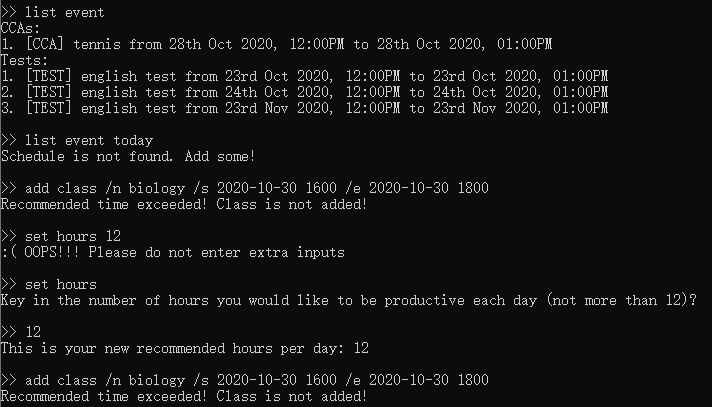 >> list event
CCAs:
1. [CCA] tennis from 28th Oct 2020, 12:00PM to 28th Oct 2020, 01:00PM
Tests:
1. [TEST] english test from 23rd Oct 2020, 12:00PM to 23rd Oct 2020, 01:00PM
2. [TEST] english test from 24th Oct 2020, 12:00PM to 24th Oct 2020, 01:00PM
3. [TEST] english test from 23rd Nov 2020, 12:00PM to 23rd Nov 2020, 01:00PM
>> list event today
Schedule is not found. Add some!
>> add class /n biology /s 2020-10-30 1600 /e 2020-10-30 1800
Recommended time exceeded! Class is not added!
>> set hours 12
:( OOPS!!! Please do not enter extra inputs
>> set hours
Key in the number of hours you would like to be productive each day (not more than 12)?
>> 12
This is your new recommended hours per day: 12
>> add class /n biology /s 2020-10-30 1600 /e 2020-10-30 1800
Recommended time exceeded! Class is not added!